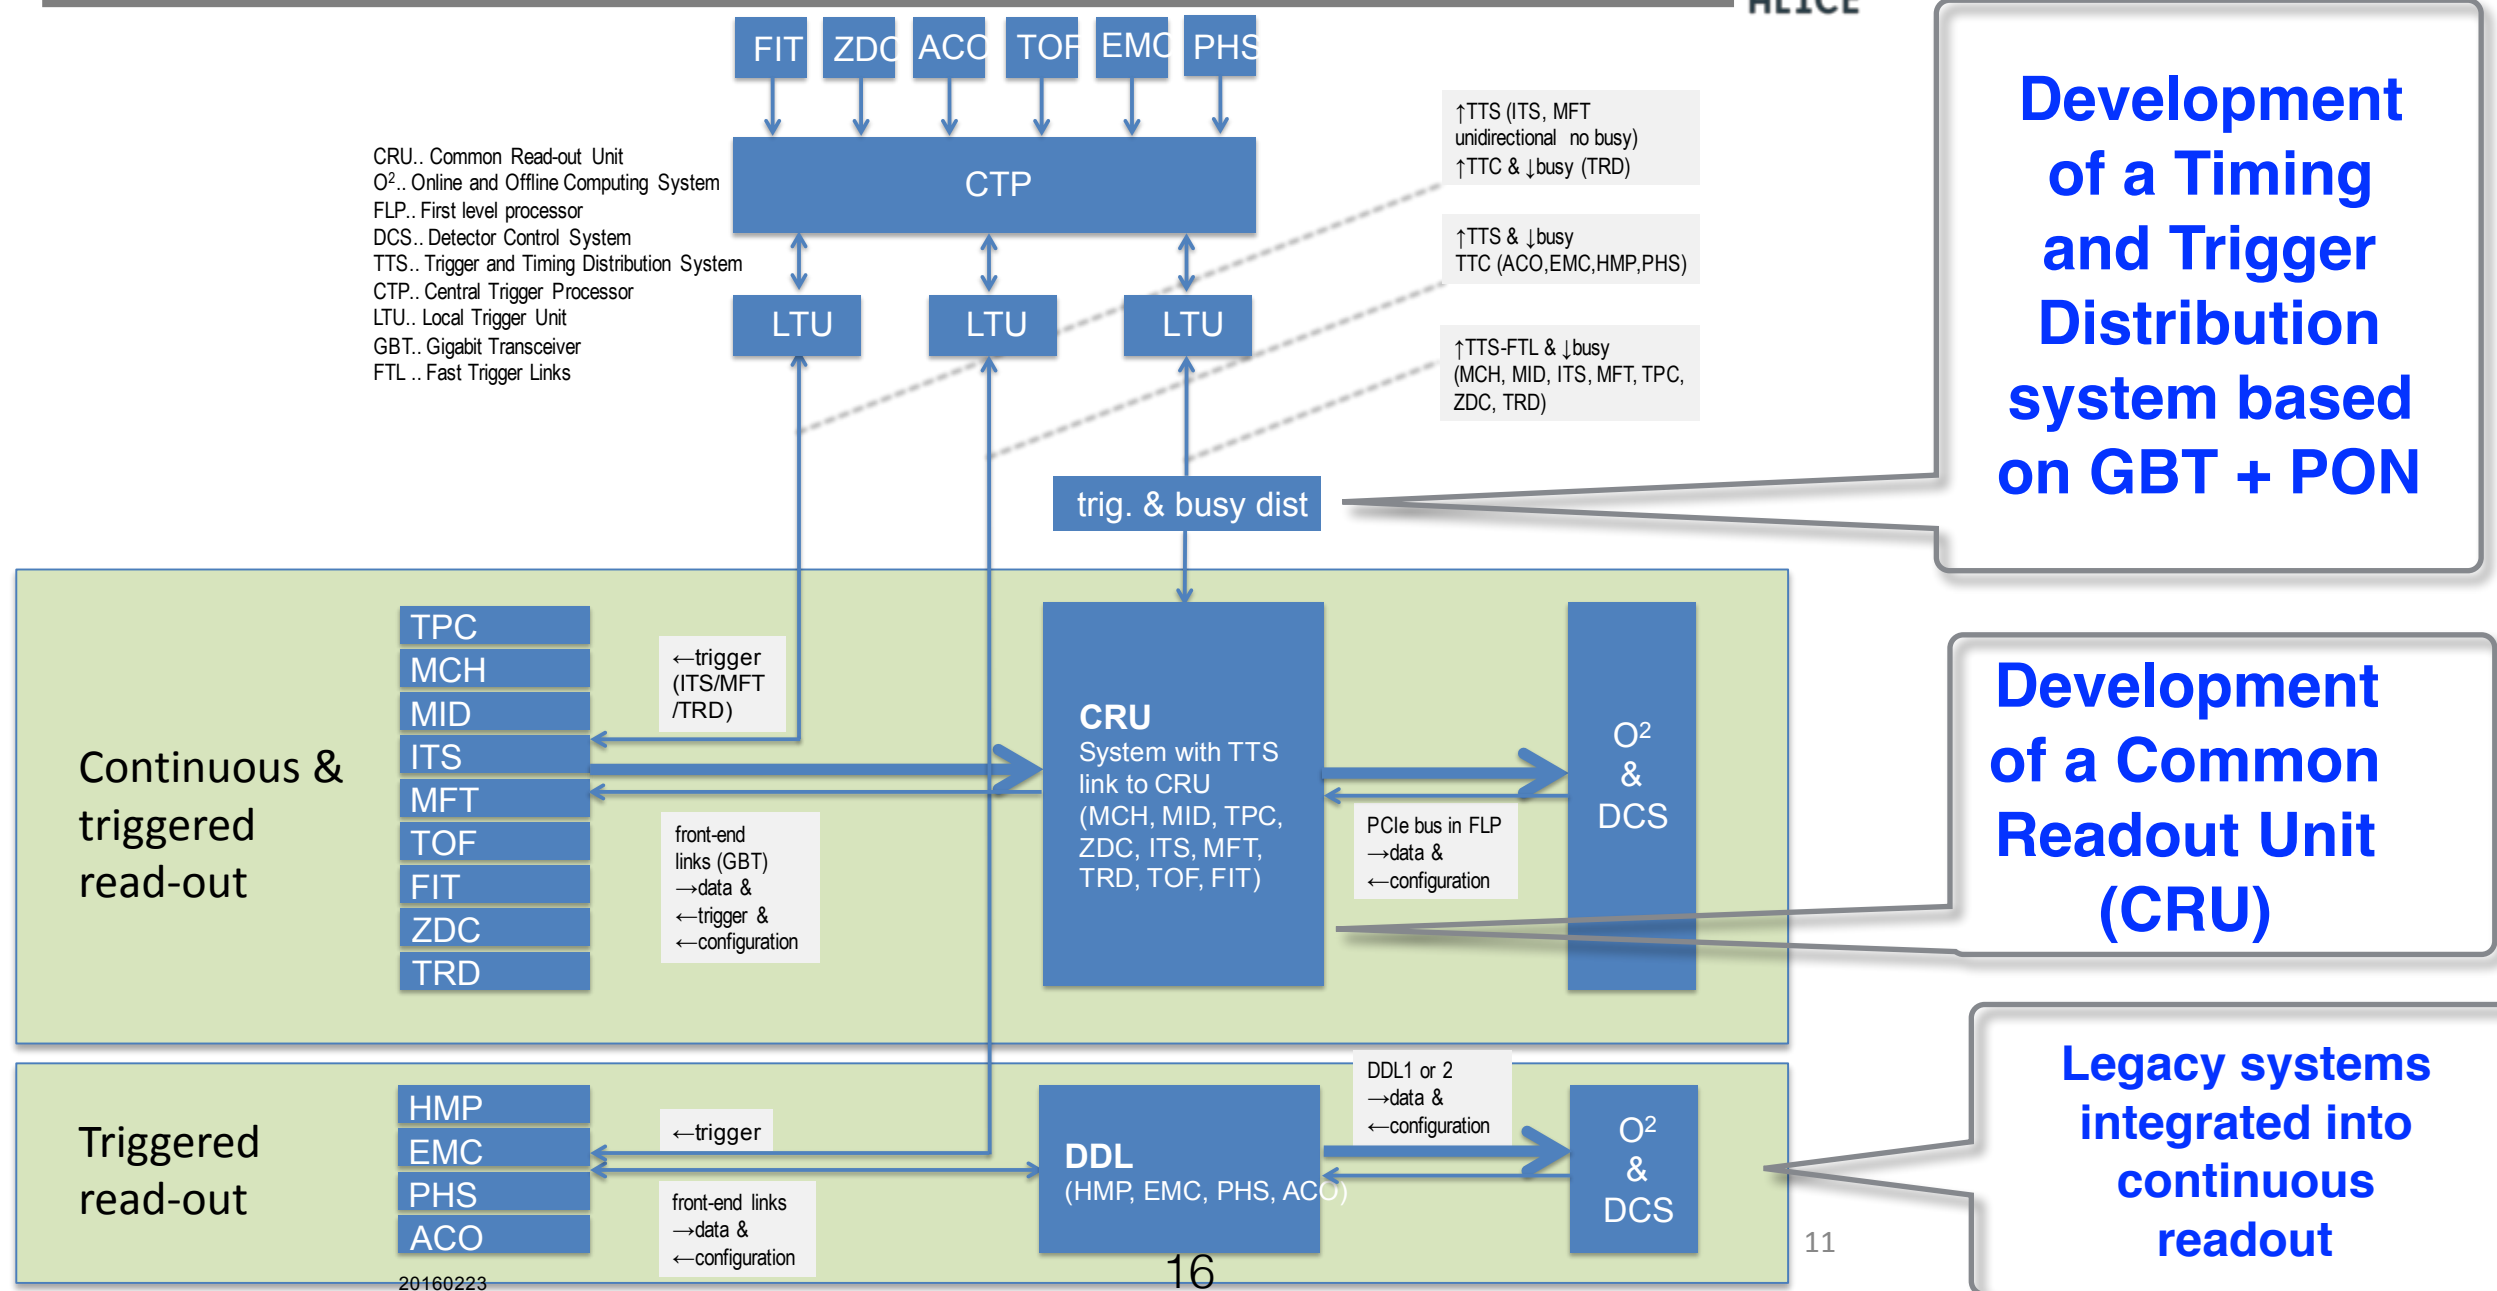 ALICE
FIT ZDC ACO TOF EMC PHS
CRU.. Common Read-out Unit
O².. Online and Offline Computing System
FLP.. First level processor
DCS.. Detector Control System
TTS.. Trigger and Timing Distribution System
CTP.. Central Trigger Processor
LTU.. Local Trigger Unit
GBT.. Gigabit Transceiver
FTL .. Fast Trigger Links
CTP
LTU LTU LTU
↑TTS (ITS, MFT
unidirectional no busy)
↑TTC & ↓busy (TRD)
↑TTS & ↓busy
TTC (ACO,EMC,HMP,PHS)
↑TTS-FTL & ↓busy
(MCH, MID, ITS, MFT, TPC,
ZDC, TRD)
trig. & busy dist
Development
of a Timing
and Trigger
Distribution
system based
on GBT + PON
Continuous &
triggered
read-out
TPC
MCH
MID
ITS
MFT
TOF
FIT
ZDC
TRD
←trigger
(ITS/MFT
/TRD)
front-end
links (GBT)
→data &
←trigger &
←configuration
CRU
System with TTS
link to CRU
(MCH, MID, TPC,
ZDC, ITS, MFT,
TRD, TOF, FIT)
PCIe bus in FLP
→data &
←configuration
O²
&
DCS
Development
of a Common
Readout Unit
(CRU)
Triggered
read-out
HMP
EMC
PHS
ACO
←trigger
front-end links
→data &
←configuration
DDL
(HMP, EMC, PHS, ACO)
DDL1 or 2
→data &
←configuration
O²
&
DCS
Legacy systems
integrated into
continuous
readout
11
16
20160223